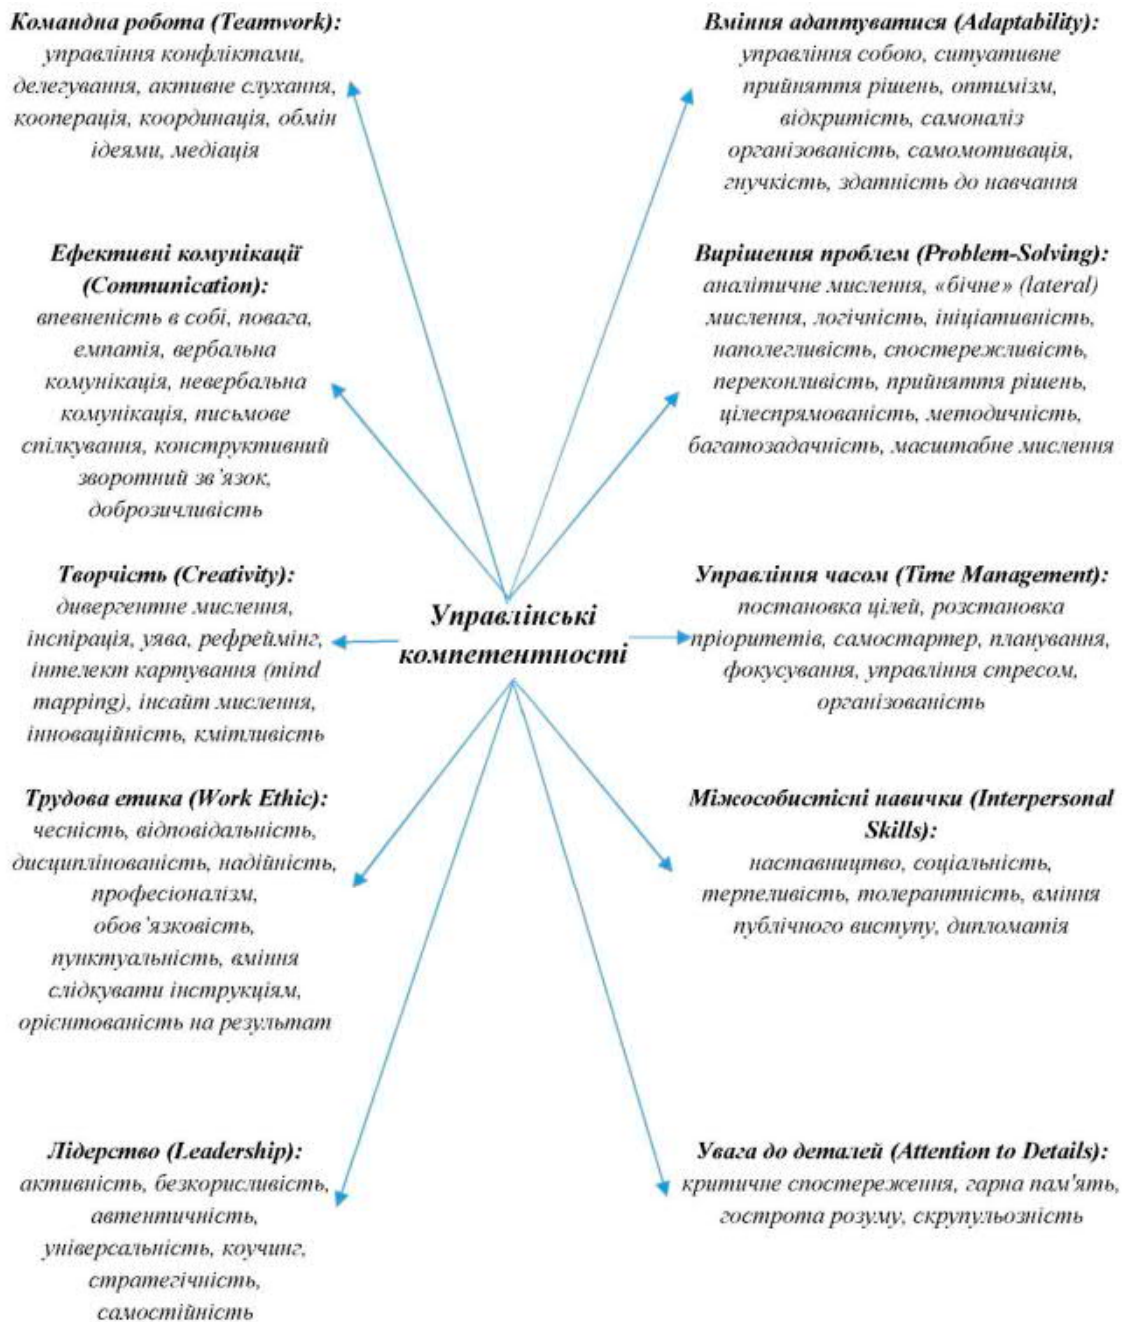 Командна робота (Teamwork):
управління конфліктами,
делегування, активне слухання,
кооперація, координація, обмін
ідеями, медіація
Ефективні комунікації
(Communication):
впевненість в собі, повага,
емпатія, вербальна
комунікація, невербальна
комунікація, письмове
спілкування, конструктивний
зворотний зв’язок,
доброзичливість
Творчість (Creativity):
дивергентне мислення,
інспірація, уява, рефреймінг,
інтелект картування (mind
mapping), інсайт мислення,
інноваційність, кмітливість
Трудова етика (Work Ethic):
чесність, відповідальність,
дисциплінованість, надійність,
професіоналізм,
обов’язковість,
пунктуальність, вміння
слідкувати інструкціям,
орієнтованість на результат
Лідерство (Leadership):
активність, безкорисливість,
автентичність,
універсальність, коучинг,
стратегічність,
самостійність
Управлінські
компетентності
Вміння адаптуватися (Adaptability):
управління собою, ситуативне
прийняття рішень, оптимізм,
відкритість, самоналіз
організованість, самомотивація,
гнучкість, здатність до навчання
Вирішення проблем (Problem-Solving):
аналітичне мислення, «бічне» (lateral)
мислення, логічність, ініціативність,
наполегливість, спостережливість,
переконливість, прийняття рішень,
цілеспрямованість, методичність,
багатозадачність, масштабне мислення
Управління часом (Time Management):
постановка цілей, розстановка
пріоритетів, самостартер, планування,
фокусування, управління стресом,
організованість
Міжособистісні навички (Interpersonal
Skills):
наставництво, соціальність,
терпеливість, толерантність, вміння
публічного виступу, дипломатія
Увага до деталей (Attention to Details):
критичне спостереження, гарна пам'ять,
гострота розуму, скрупульозність